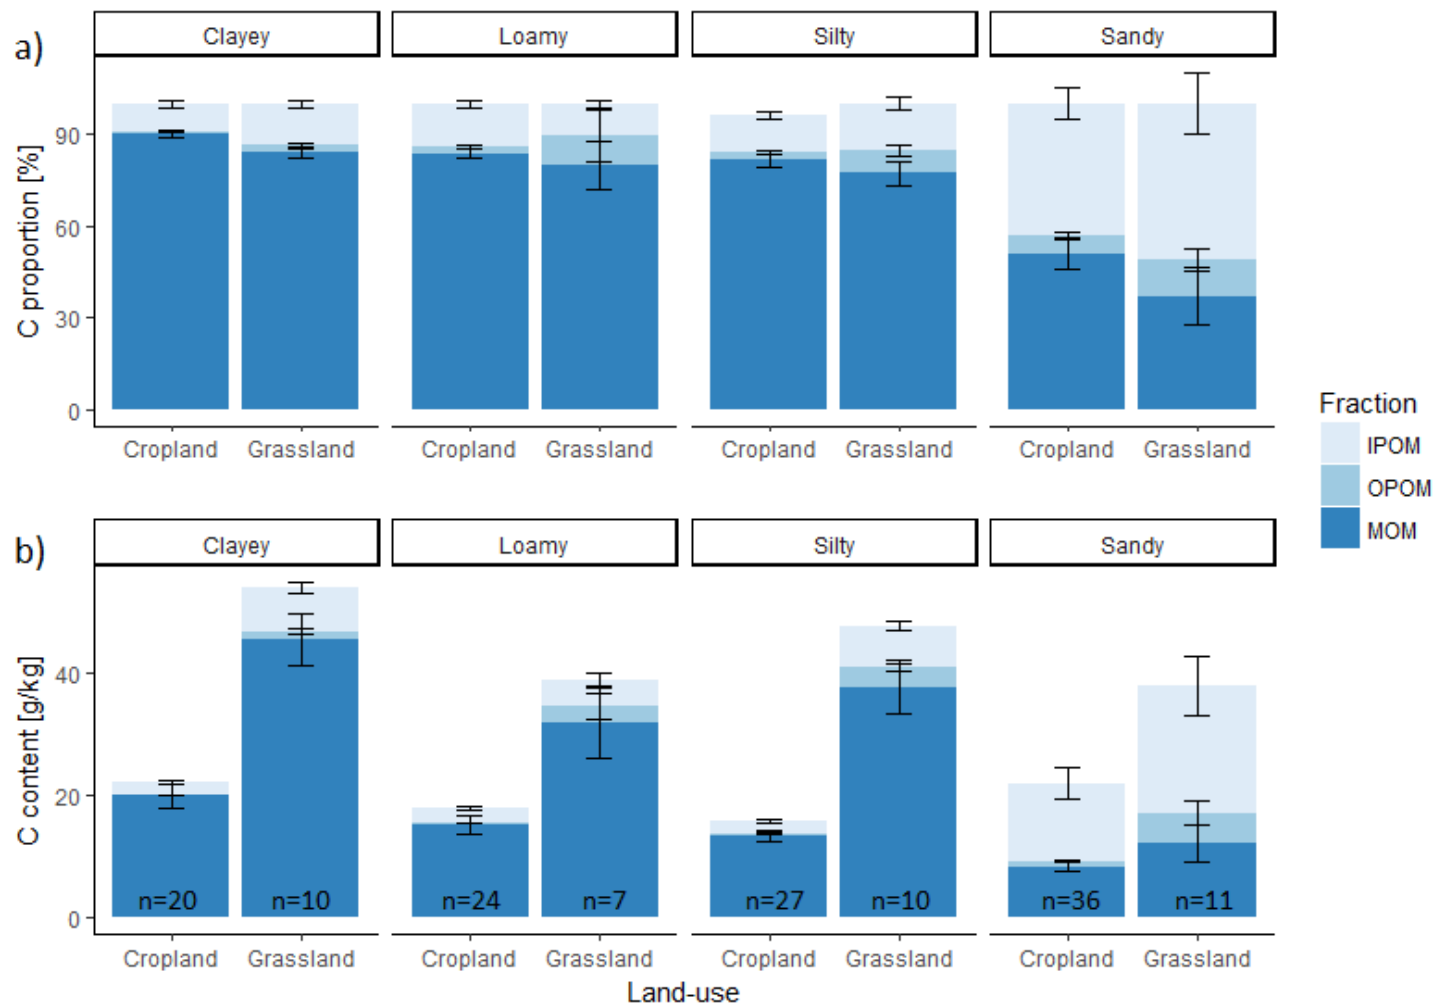 a)
Clayey Loamy Silty Sandy
C proportion [%]
90
60
30
0
Cropland Grassland Cropland Grassland Cropland Grassland Cropland Grassland
Fraction
IPOM
OPOM
MOM
b)
Clayey Loamy Silty Sandy
C content [g/kg]
40
20
0
n=20 n=10 n=24 n=7 n=27 n=10 n=36 n=11
Cropland Grassland Cropland Grassland Cropland Grassland Cropland Grassland
Land-use